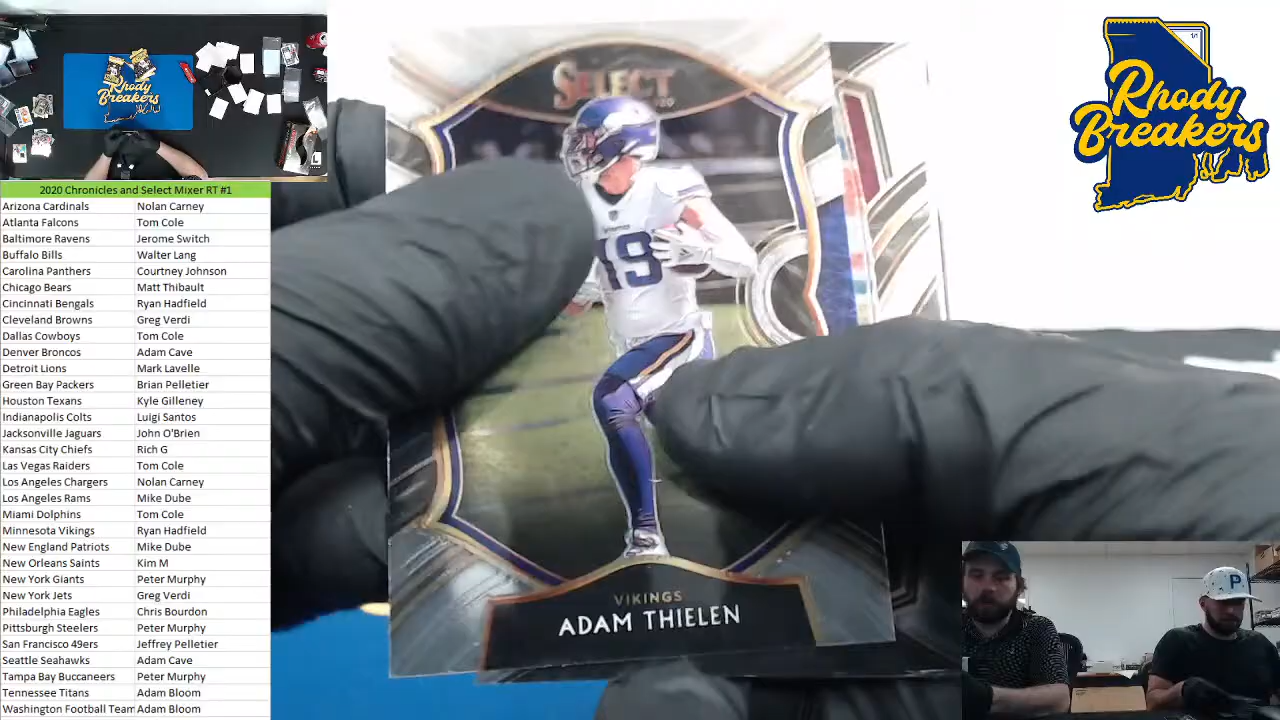 2020 Chronicles and Select Mixer RT #1
Arizona Cardinals Nolan Carney
Atlanta Falcons Tom Cole
Baltimore Ravens Jerome Switch
Buffalo Bills Walter Lang
Carolina Panthers Courtney Johnson
Chicago Bears Matt Thibault
Cincinnati Bengals Ryan Hadfield
Cleveland Browns Greg Verdi
Dallas Cowboys Tom Cole
Denver Broncos Adam Cave
Detroit Lions Mark Lavelle
Green Bay Packers Brian Pelletier
Houston Texans Kyle Gilleney
Indianapolis Colts Luigi Santos
Jacksonville Jaguars John O'Brien
Kansas City Chiefs Rich G
Las Vegas Raiders Tom Cole
Los Angeles Chargers Nolan Carney
Los Angeles Rams Mike Dube
Miami Dolphins Tom Cole
Minnesota Vikings Ryan Hadfield
New England Patriots Mike Dube
New Orleans Saints Kim M
New York Giants Peter Murphy
New York Jets Greg Verdi
Philadelphia Eagles Chris Bourdon
Pittsburgh Steelers Peter Murphy
San Francisco 49ers Jeffrey Pelletier
Seattle Seahawks Adam Cave
Tampa Bay Buccaneers Peter Murphy
Tennessee Titans Adam Bloom
Washington Football Team Adam Bloom
Rhody
Breakers
SELECT
19
VIKINGS
ADAM THIELEN
Rhody
Breakers
1/1
P